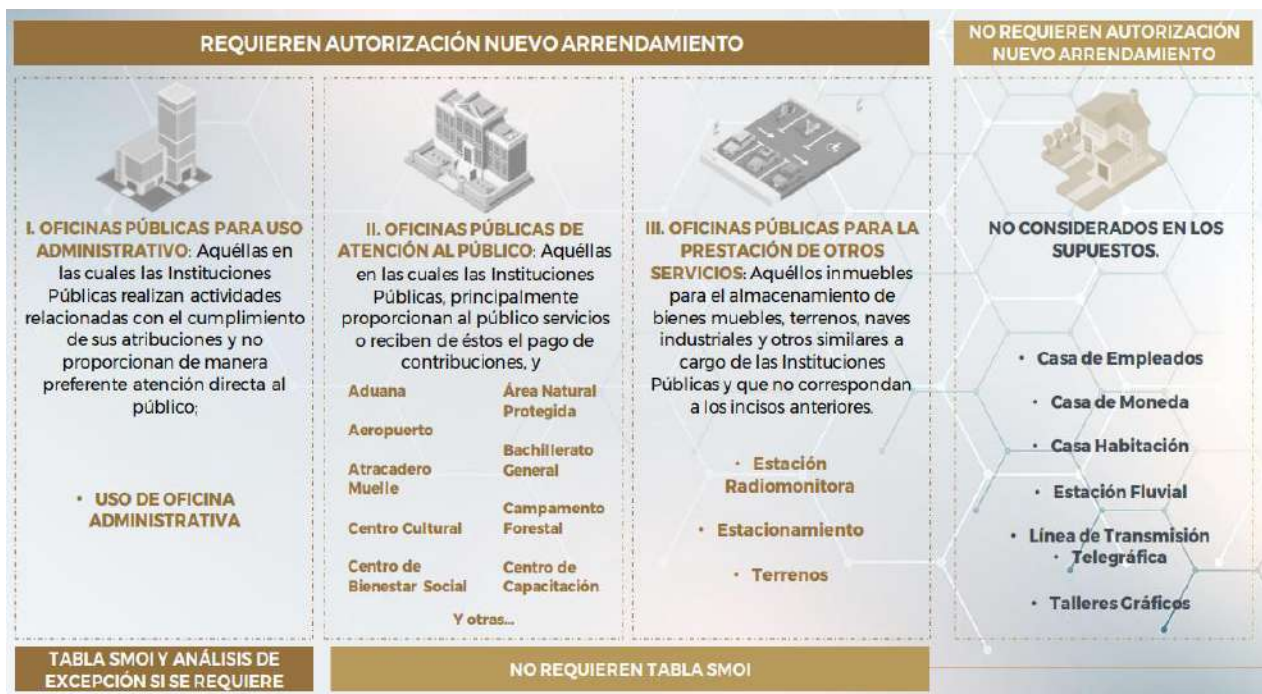 REQUIEREN AUTORIZACIÓN NUEVO ARRENDAMIENTO
NO REQUIEREN AUTORIZACIÓN
NUEVO ARRENDAMIENTO
I. OFICINAS PÚBLICAS PARA USO
ADMINISTRATIVO: Aquéllas en
las cuales las Instituciones
Públicas realizan actividades
relacionadas con el cumplimiento
de sus atribuciones y no
proporcionan de manera
preferente atención directa al
público;
• USO DE OFICINA
ADMINISTRATIVA
II. OFICINAS PÚBLICAS DE
ATENCIÓN AL PÚBLICO: Aquéllas
en las cuales las Instituciones
Públicas, principalmente
proporcionan al público servicios
o reciben de éstos el pago de
contribuciones, y
Aduana
Aeropuerto
Atracadero
Muelle
Centro Cultural
Centro de
Bienestar Social
Área Natural
Protegida
Bachillerato
General
Campamento
Forestal
Centro de
Capacitación
Y otras...
III. OFICINAS PÚBLICAS PARA LA
PRESTACIÓN DE OTROS
SERVICIOS: Aquéllos inmuebles
para el almacenamiento de
bienes muebles, terrenos, naves
industriales y otros similares a
cargo de las Instituciones
Públicas y que no correspondan
a los incisos anteriores.
• Estación
Radiomonitora
• Estacionamiento
• Terrenos
NO CONSIDERADOS EN LOS
SUPUESTOS.
• Casa de Empleados
• Casa de Moneda
• Casa Habitación
• Estación Fluvial
• Línea de Transmisión
• Telegráfica
• Talleres Gráficos
TABLA SMOI Y ANÁLISIS DE
EXCEPCIÓN SI SE REQUIERE
NO REQUIEREN TABLA SMOI